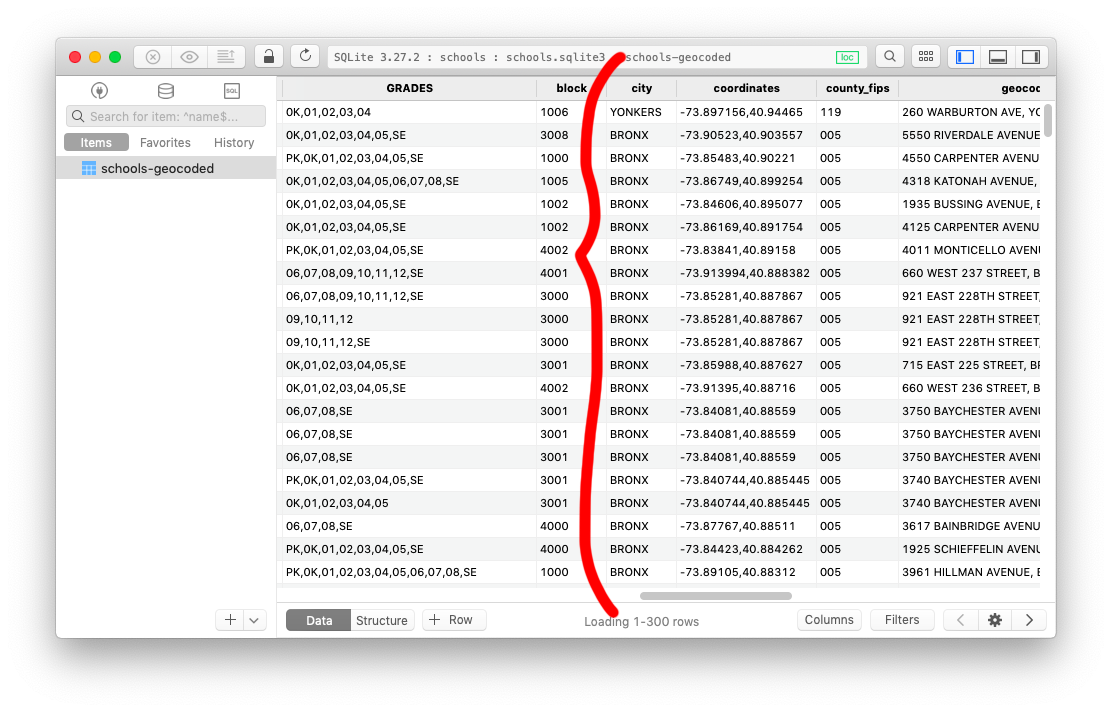 SQLite 3.27.2 : schools : schools.sqlite3 schools-geocoded loc
SQL
Search for item: ^name$...
Items Favorites History
schools-geocoded
GRADES block city coordinates county_fips geococ
0K,01,02,03,04 1006 YONKERS -73.897156,40.94465 119 260 WARBURTON AVE, YO
0K,01,02,03,04,05,SE 3008 BRONX -73.90523,40.903557 005 5550 RIVERDALE AVENUE
PK,0K,01,02,03,04,05,SE 1000 BRONX -73.85483,40.90221 005 4550 CARPENTER AVENU
0K,01,02,03,04,05,06,07,08,SE 1005 BRONX -73.86749,40.899254 005 4318 KATONAH AVENUE,
0K,01,02,03,04,05,SE 1002 BRONX -73.84606,40.895077 005 1935 BUSSING AVENUE, B
0K,01,02,03,04,05,SE 1002 BRONX -73.86169,40.891754 005 4125 CARPENTER AVENU
PK,0K,01,02,03,04,05,SE 4002 BRONX -73.83841,40.89158 005 4011 MONTICELLO AVENU
06,07,08,09,10,11,12,SE 4001 BRONX -73.913994,40.888382 005 660 WEST 237 STREET, B
06,07,08,09,10,11,12,SE 3000 BRONX -73.85281,40.887867 005 921 EAST 228TH STREET,
09,10,11,12 3000 BRONX -73.85281,40.887867 005 921 EAST 228TH STREET,
09,10,11,12,SE 3000 BRONX -73.85281,40.887867 005 921 EAST 228TH STREET,
0K,01,02,03,04,05,SE 3001 BRONX -73.85988,40.887627 005 715 EAST 225 STREET, BR
0K,01,02,03,04,05,SE 4002 BRONX -73.91395,40.88716 005 660 WEST 236 STREET, B
06,07,08,SE 3001 BRONX -73.84081,40.88559 005 3750 BAYCHESTER AVENU
06,07,08,SE 3001 BRONX -73.84081,40.88559 005 3750 BAYCHESTER AVENU
06,07,08,SE 3001 BRONX -73.84081,40.88559 005 3750 BAYCHESTER AVENU
PK,0K,01,02,03,04,05,SE 3001 BRONX -73.840744,40.885445 005 3740 BAYCHESTER AVENU
0K,01,02,03,04,05 3001 BRONX -73.840744,40.885445 005 3740 BAYCHESTER AVENU
06,07,08,SE 4000 BRONX -73.87767,40.88511 005 3617 BAINBRIDGE AVENU
PK,0K,01,02,03,04,05,SE 4000 BRONX -73.84423,40.884262 005 1925 SCHIEFFELIN AVENU
PK,0K,01,02,03,04,05,06,07,08,SE 1000 BRONX -73.89105,40.88312 005 3961 HILLMAN AVENUE, B
Data Structure + Row Loading 1-300 rows Columns Filters